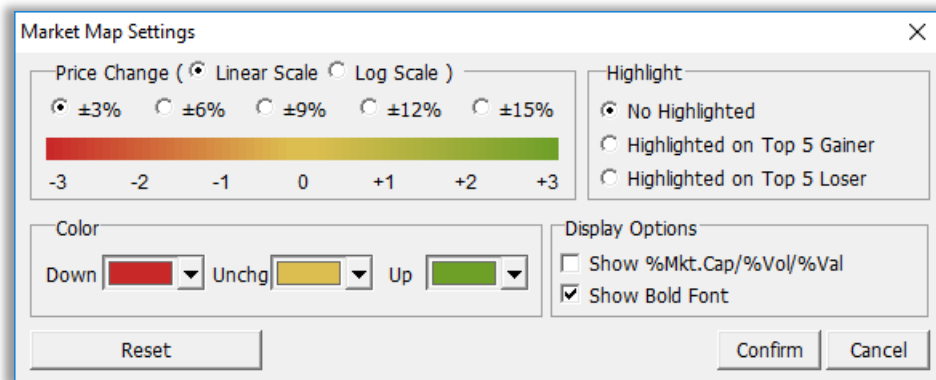 Market Map Settings
Price Change ( Linear Scale Log Scale )
±3% ±6% ±9% ±12% ±15%
-3 -2 -1 0 +1 +2 +3
Highlight
No Highlighted
Highlighted on Top 5 Gainer
Highlighted on Top 5 Loser
Color
Down Unchg Up
Display Options
Show %Mkt.Cap/%Vol/%Val
Show Bold Font
Reset Confirm Cancel